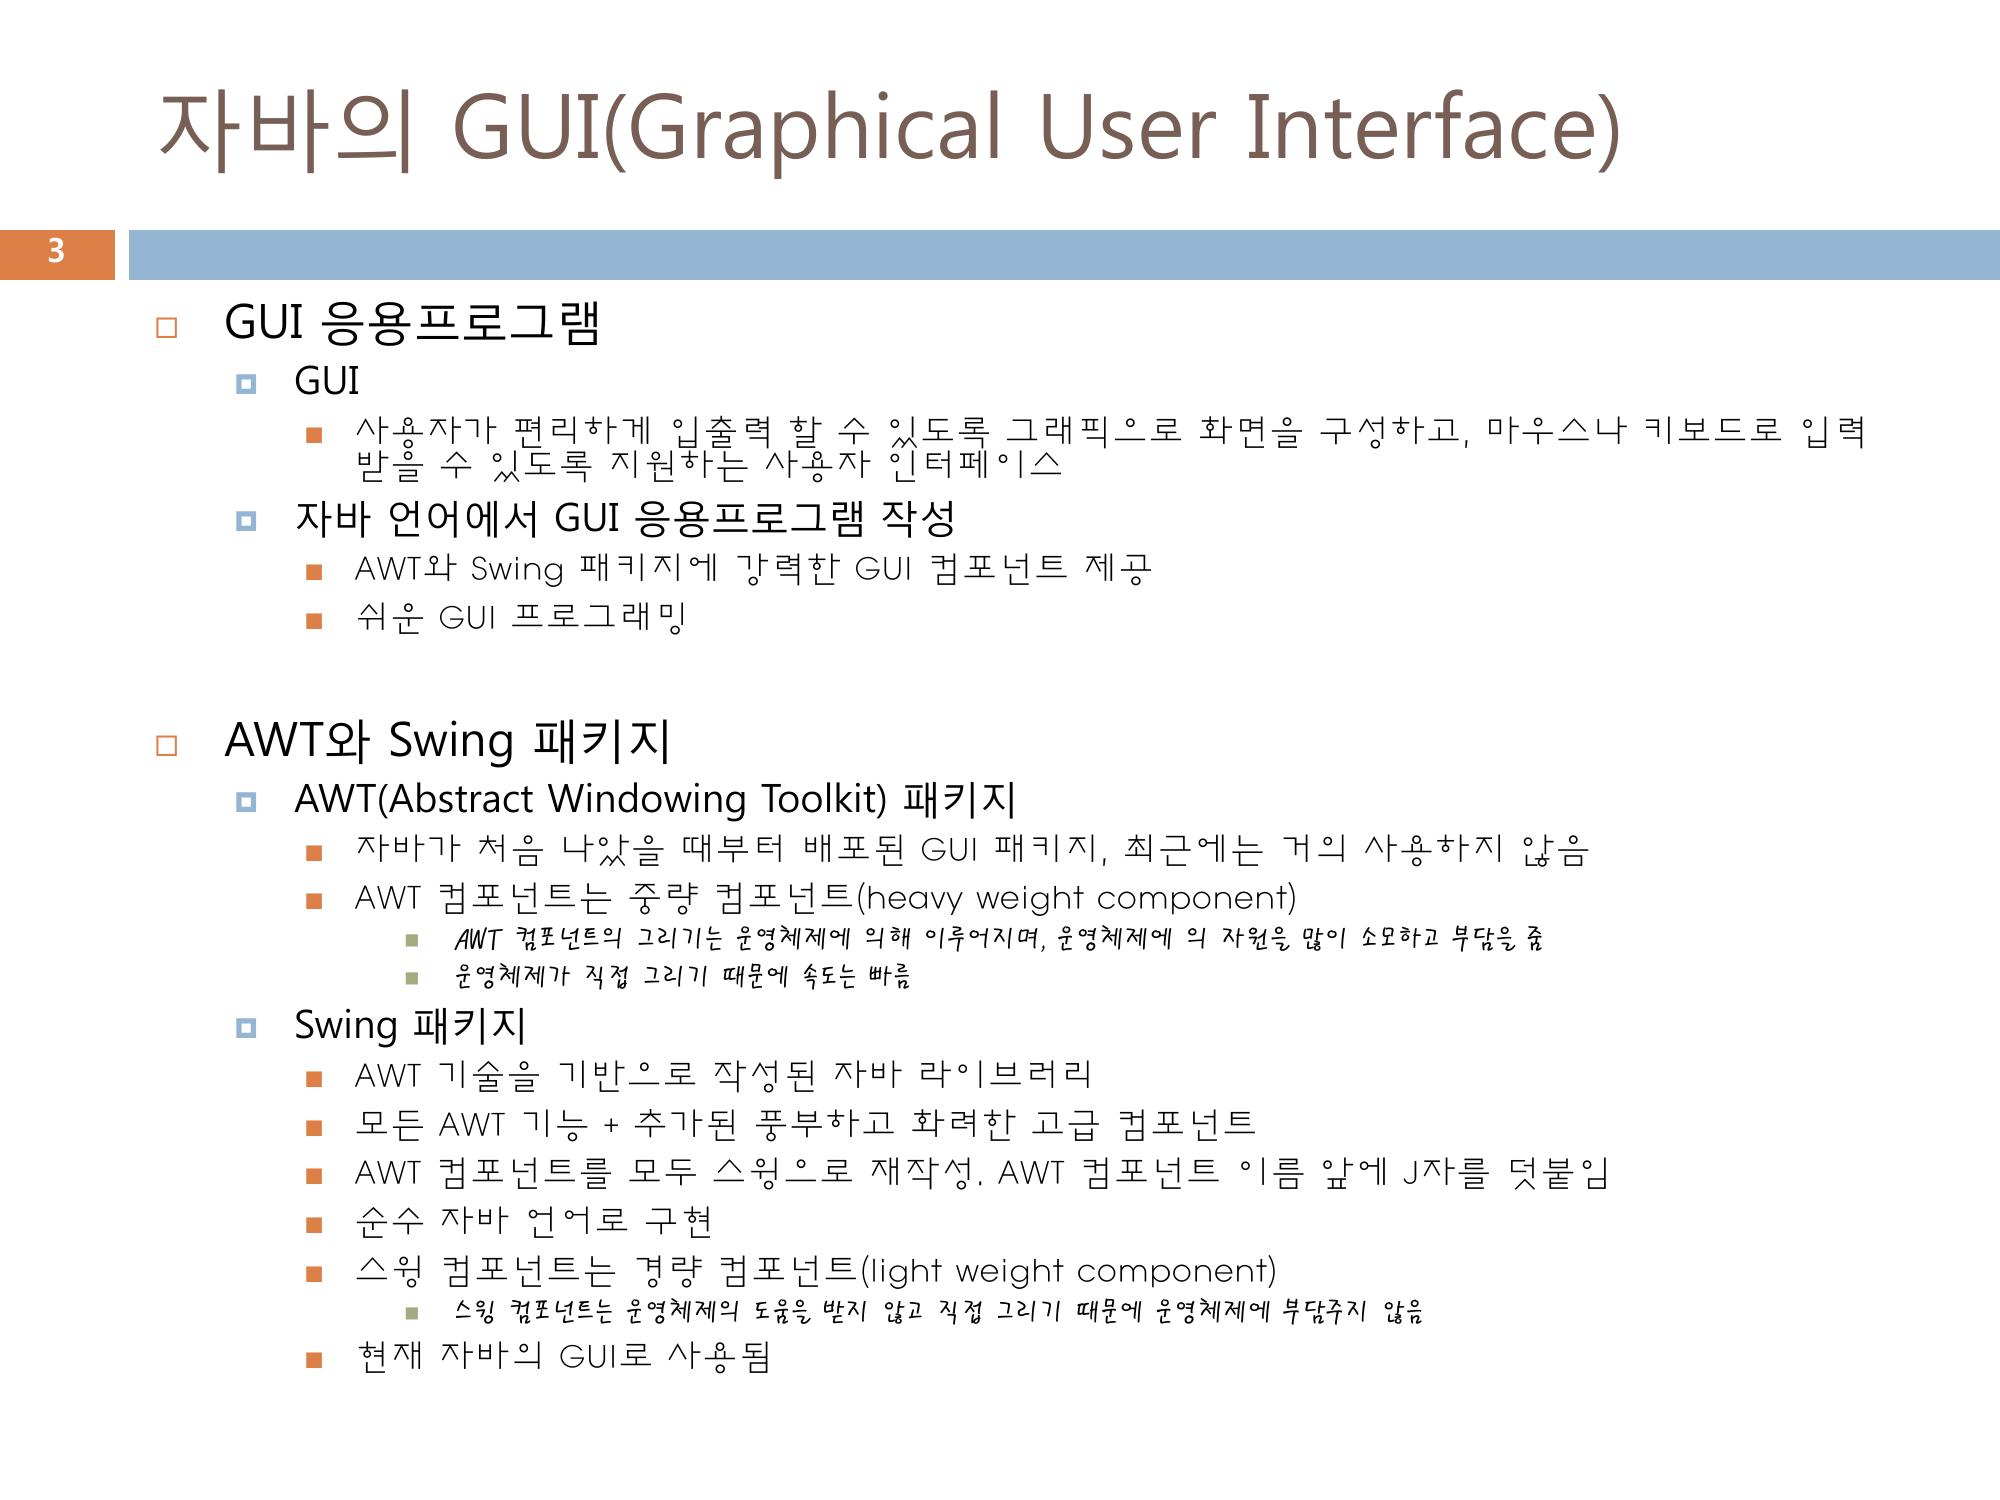 자바의 GUI(Graphical User Interface)
3
GUI 응용프로그램
GUI
사용자가 편리하게 입출력 할 수 있도록 그래픽으로 화면을 구성하고, 마우스나 키보드로 입력
받을 수 있도록 지원하는 사용자 인터페이스
자바 언어에서 GUI 응용프로그램 작성
AWT와 Swing 패키지에 강력한 GUI 컴포넌트 제공
쉬운 GUI 프로그래밍
AWT와 Swing 패키지
AWT(Abstract Windowing Toolkit) 패키지
자바가 처음 나왔을 때부터 배포된 GUI 패키지, 최근에는 거의 사용하지 않음
AWT 컴포넌트는 중량 컴포넌트(heavy weight component)
AWT 컴포넌트의 그리기는 운영체제에 의해 이루어지며, 운영체제에 의 자원을 많이 소모하고 부담을 줌
운영체제가 직접 그리기 때문에 속도는 빠름
Swing 패키지
AWT 기술을 기반으로 작성된 자바 라이브러리
모든 AWT 기능 + 추가된 풍부하고 화려한 고급 컴포넌트
AWT 컴포넌트를 모두 스윙으로 재작성. AWT 컴포넌트 이름 앞에 J자를 덧붙임
순수 자바 언어로 구현
스윙 컴포넌트는 경량 컴포넌트(light weight component)
스윙 컴포넌트는 운영체제의 도움을 받지 않고 직접 그리기 때문에 운영체제에 부담주지 않음
현재 자바의 GUI로 사용됨